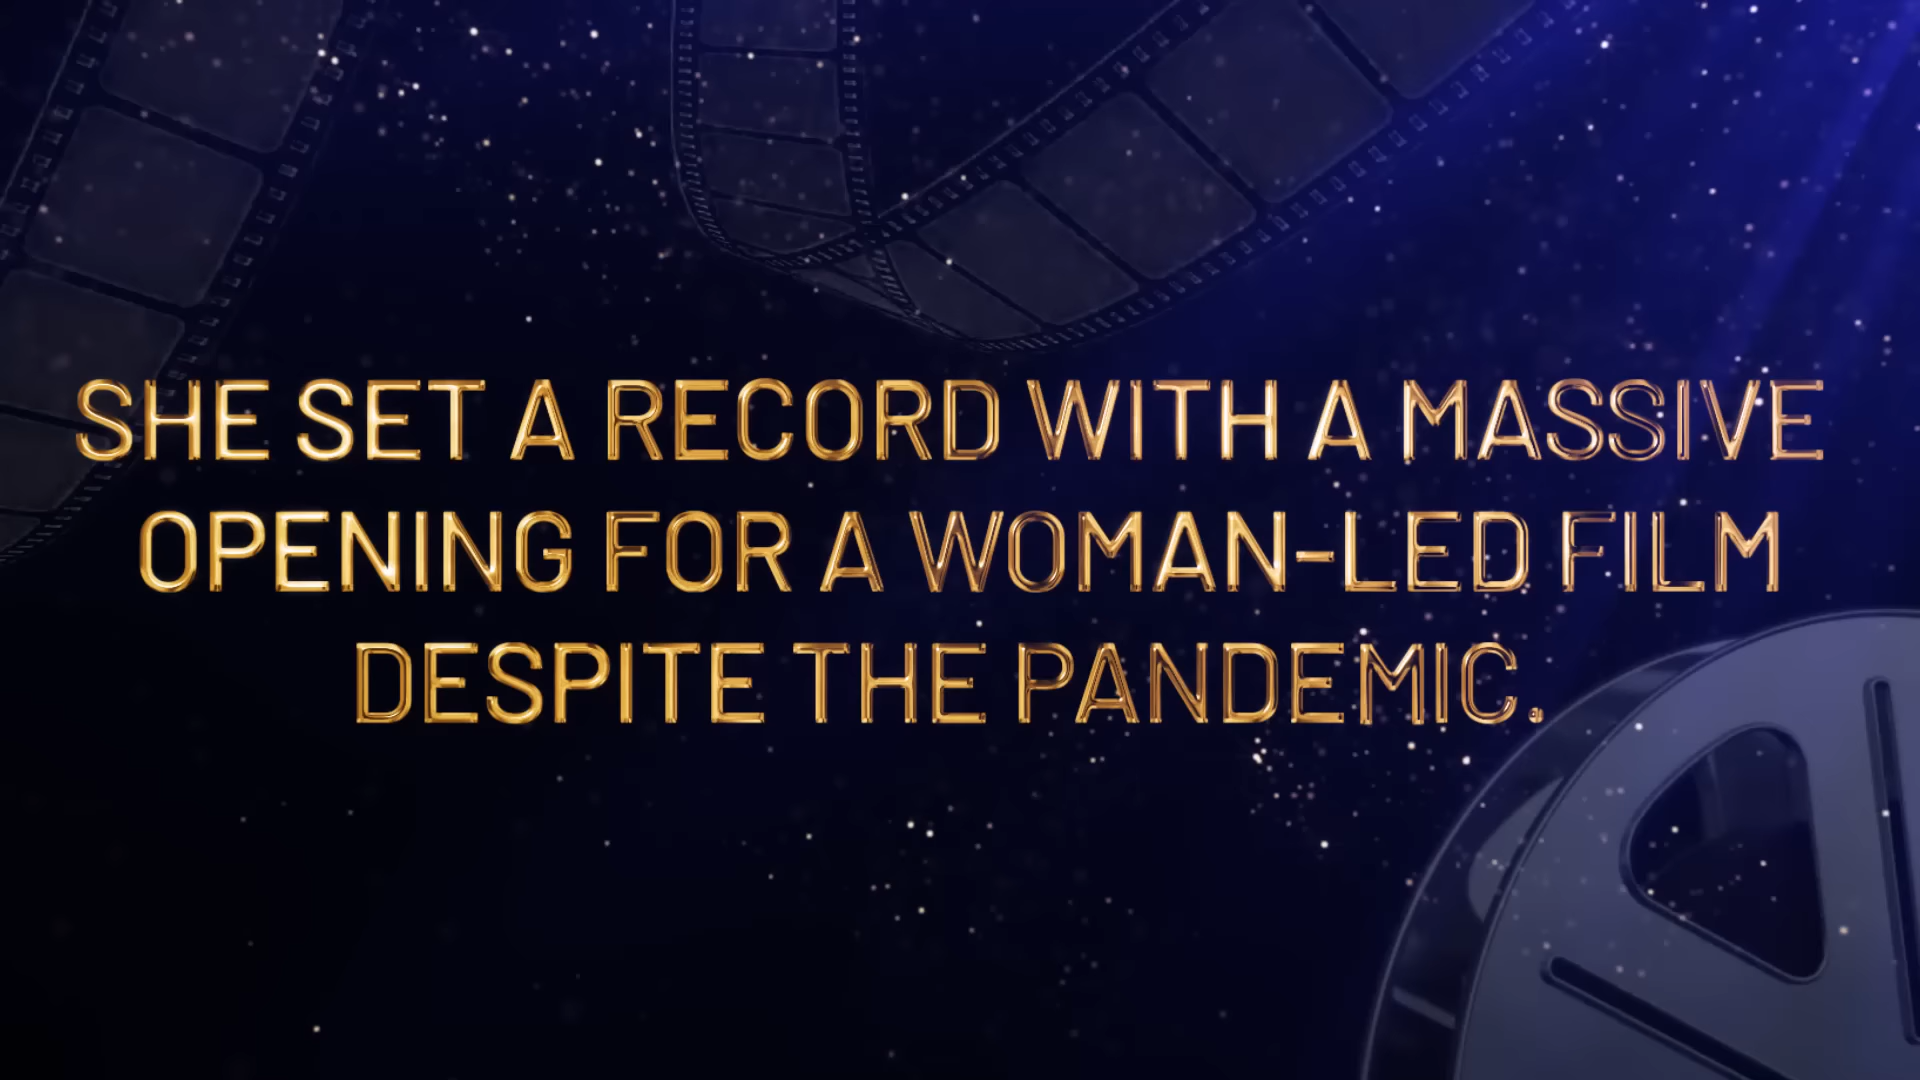 SHE SET A RECORD WITH A MASSIVE
OPENING FOR A WOMAN-LED FILM
DESPITE THE PANDEMIC.